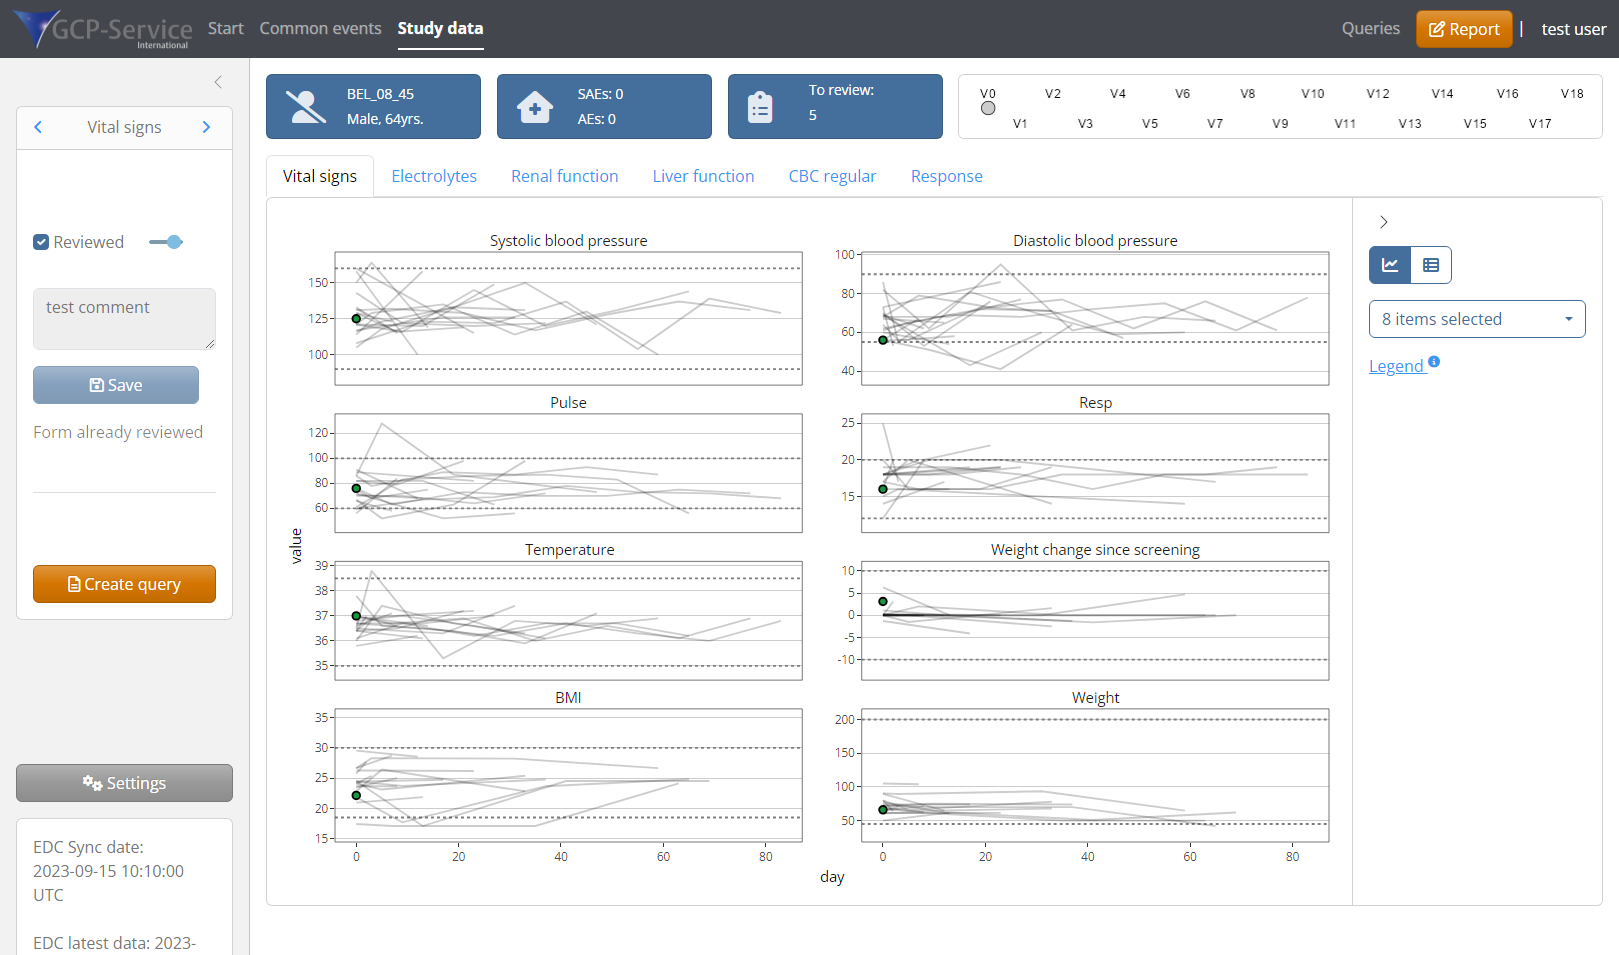 GCP-Service
International
Start
Common events
Study data
Queries
Report
|
test user
Vital signs
Reviewed
test comment
Save
Form already reviewed
Create query
Settings
EDC Sync date:
2023-09-15 10:10:00
UTC
EDC latest data: 2023-
BEL_08_45
Male, 64yrs.
SAEs: 0
AEs: 0
To review:
5
V0 V2 V4 V6 V8 V10 V12 V14 V16 V18
V1 V3 V5 V7 V9 V11 V13 V15 V17
Vital signs
Electrolytes
Renal function
Liver function
CBC regular
Response
Systolic blood pressure
150
125
100
Diastolic blood pressure
100
80
60
40
Pulse
120
100
80
60
Resp
25
20
15
value
Temperature
39
38
37
36
35
Weight change since screening
10
5
0
-5
-10
BMI
35
30
25
20
15
0 20 40 60 80
Weight
200
150
100
50
0 20 40 60 80
day
8 items selected
Legend